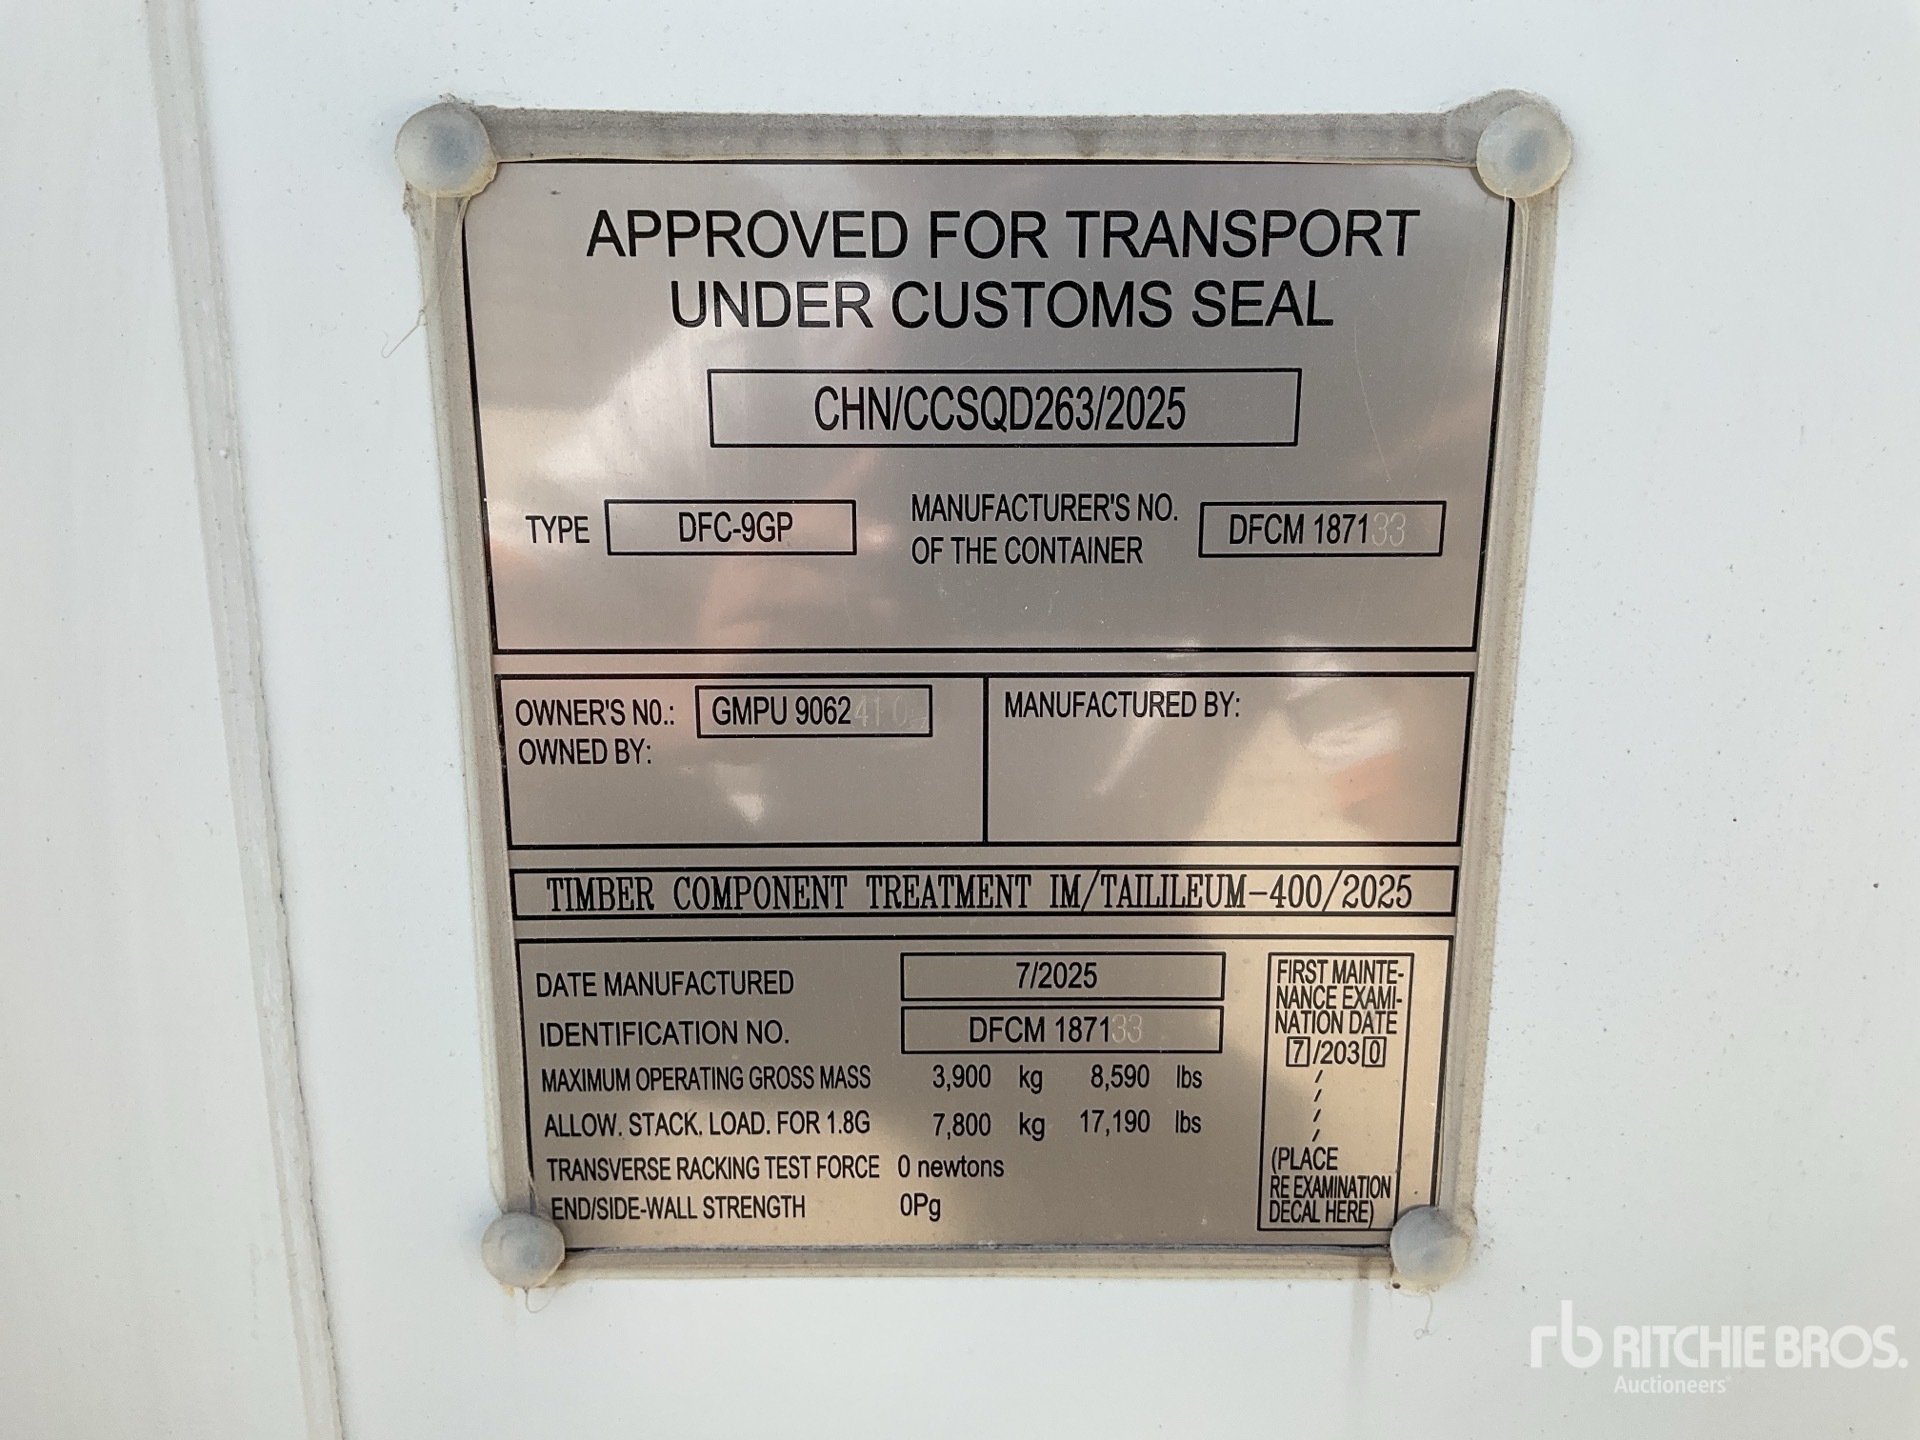 APPROVED FOR TRANSPORT
UNDER CUSTOMS SEAL
CHN/CCSQD263/2025
TYPE DFC-9GP
MANUFACTURER'S NO.
OF THE CONTAINER
DFCM 187133
OWNER'S NO.: GMPU 9062
OWNED BY:
MANUFACTURED BY:
TIMBER COMPONENT TREATMENT IM/TAILILEUM-400/2025
DATE MANUFACTURED 7/2025
IDENTIFICATION NO. DFCM 187133
MAXIMUM OPERATING GROSS MASS 3,900 kg 8,590 lbs
ALLOW. STACK. LOAD. FOR 1.8G 7,800 kg 17,190 lbs
TRANSVERSE RACKING TEST FORCE 0 newtons
END/SIDE-WALL STRENGTH 0Pg
FIRST MAINTE-
NANCE EXAMI-
NATION DATE
7/2030
/
/
/
/
(PLACE
RE EXAMINATION
DECAL HERE)
rb RITCHIE BROS.
Auctioneers